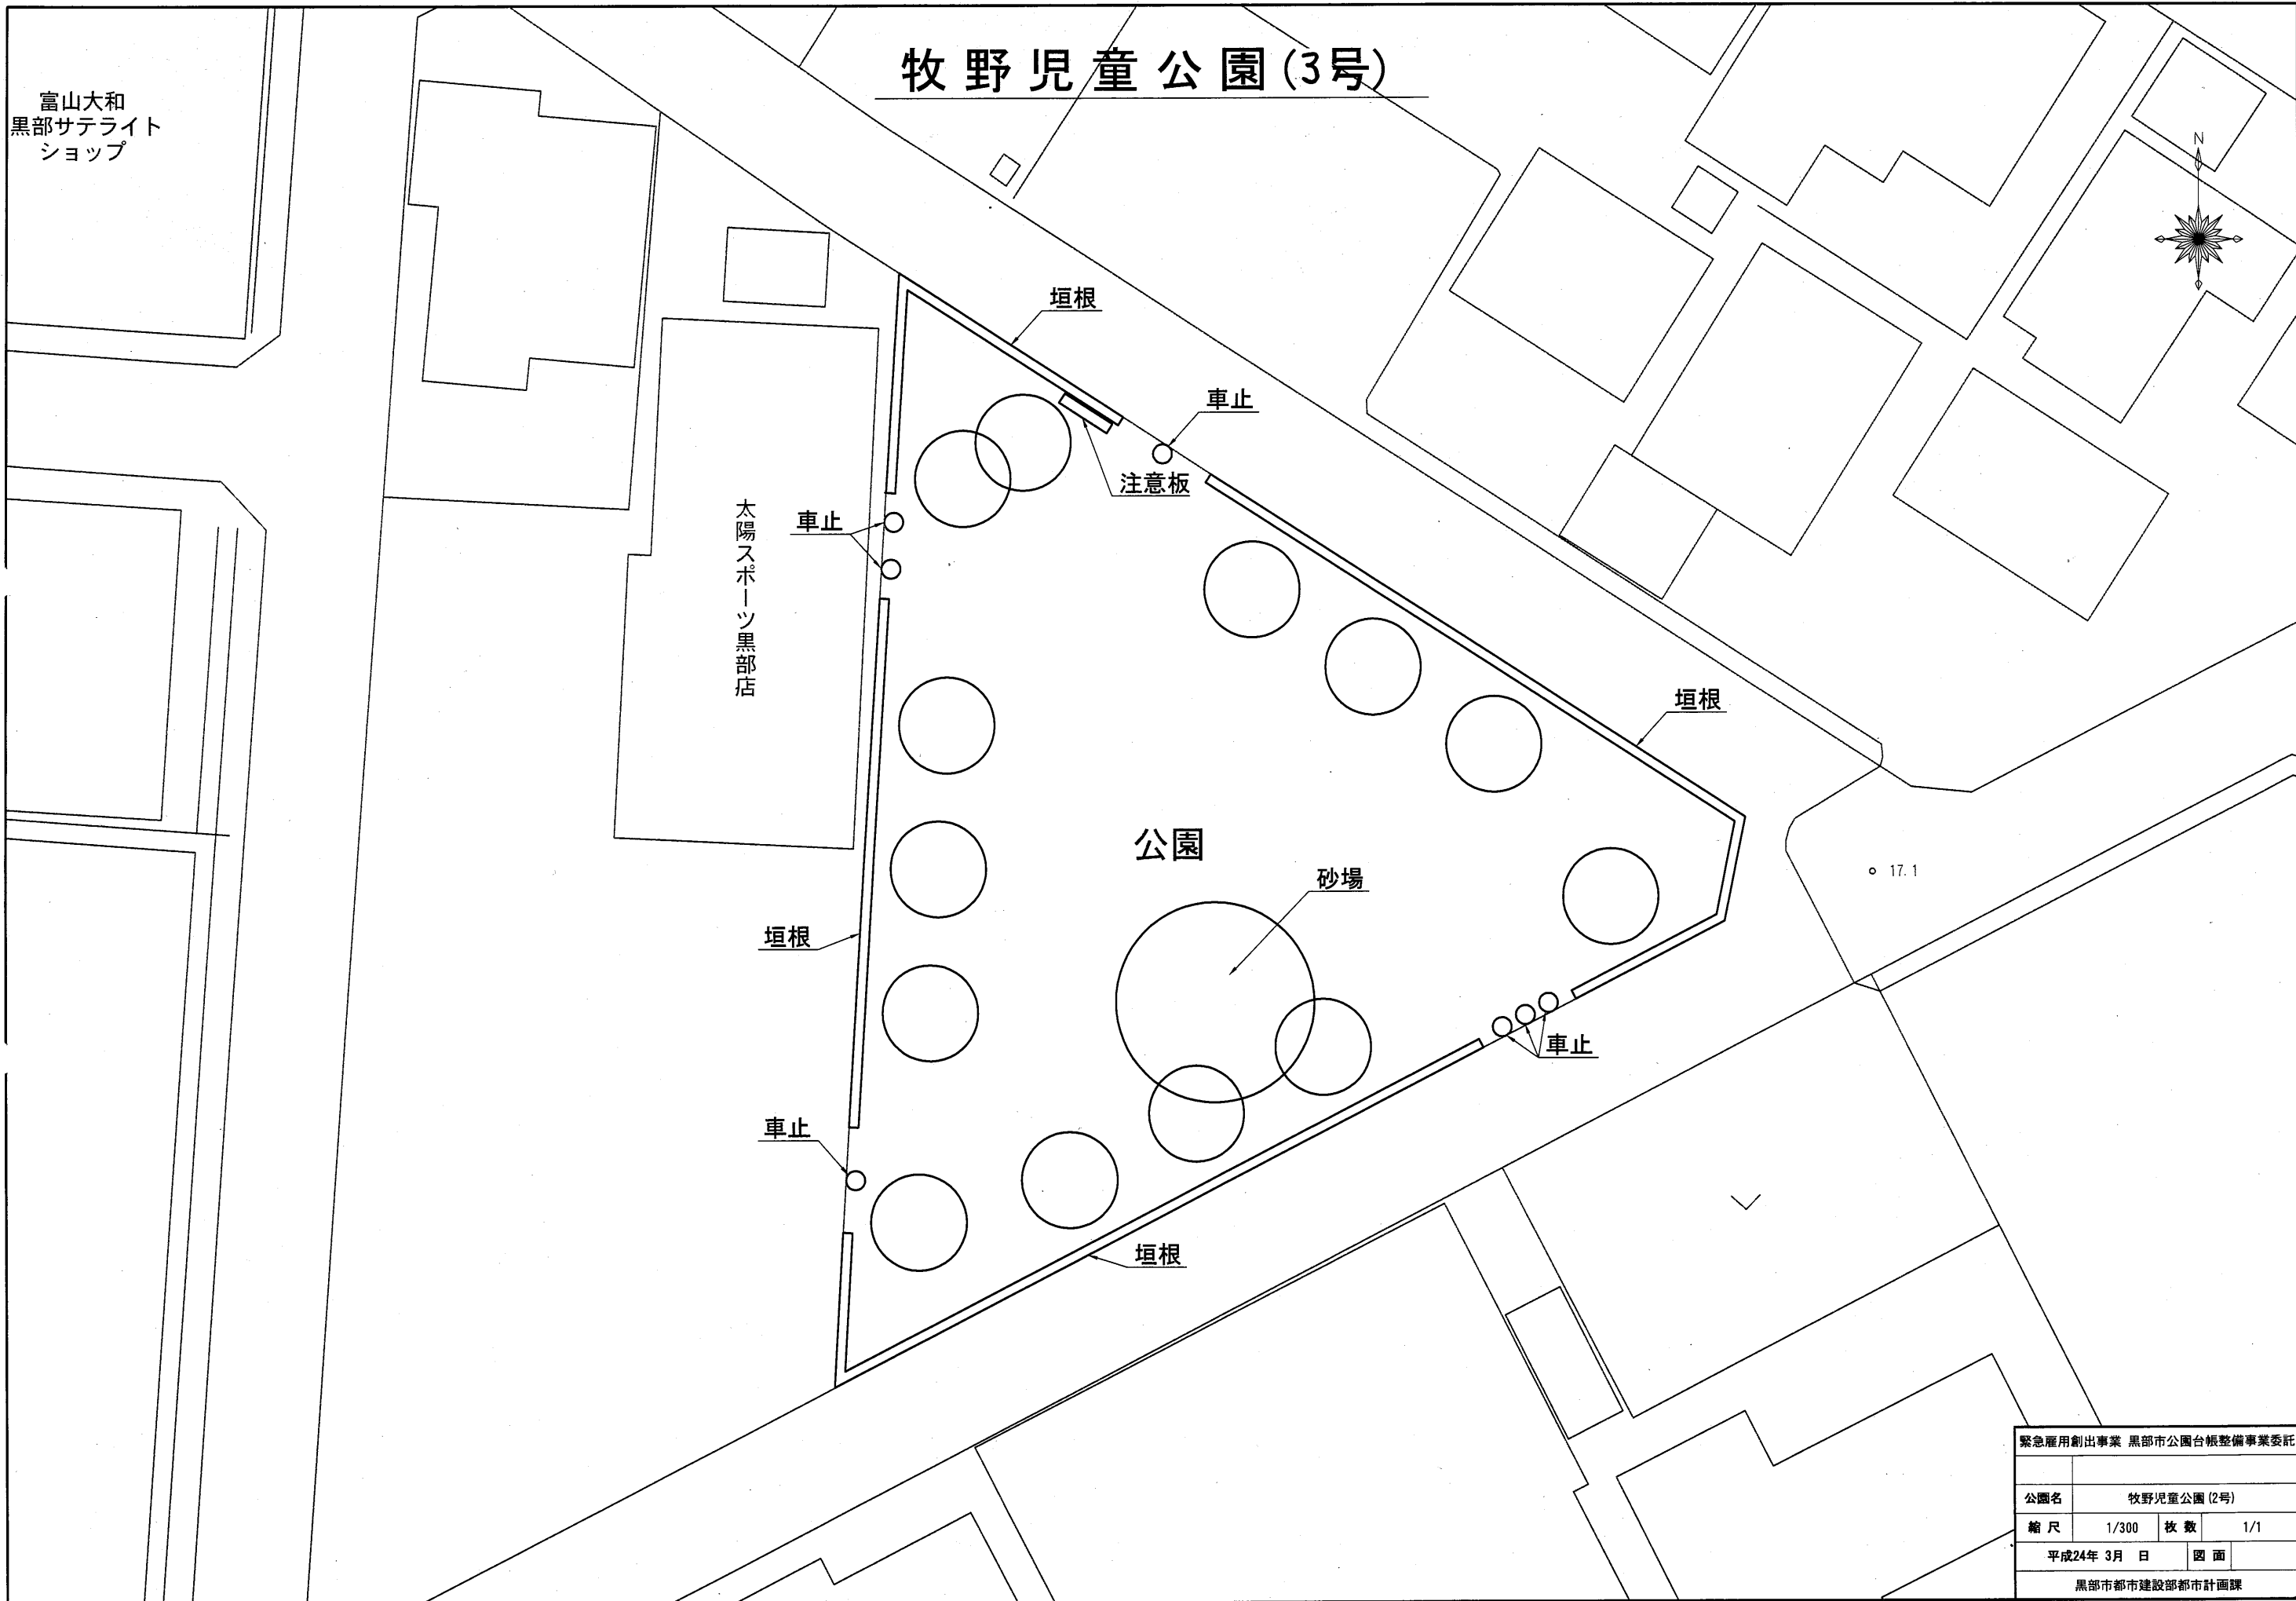 牧野児童公園(3号)
富山大和
黒部サテライト
ショップ
N
垣根
車止
注意板
車止
太陽スポーツ黒部店
垣根
公園
砂場
17.1
垣根
車止
車止
垣根
緊急雇用創出事業 黒部市公園台帳整備事業委託
公園名 牧野児童公園(2号)
縮尺 1/300 枚数 1/1
平成24年 3月 日 図面
黒部市都市建設部都市計画課